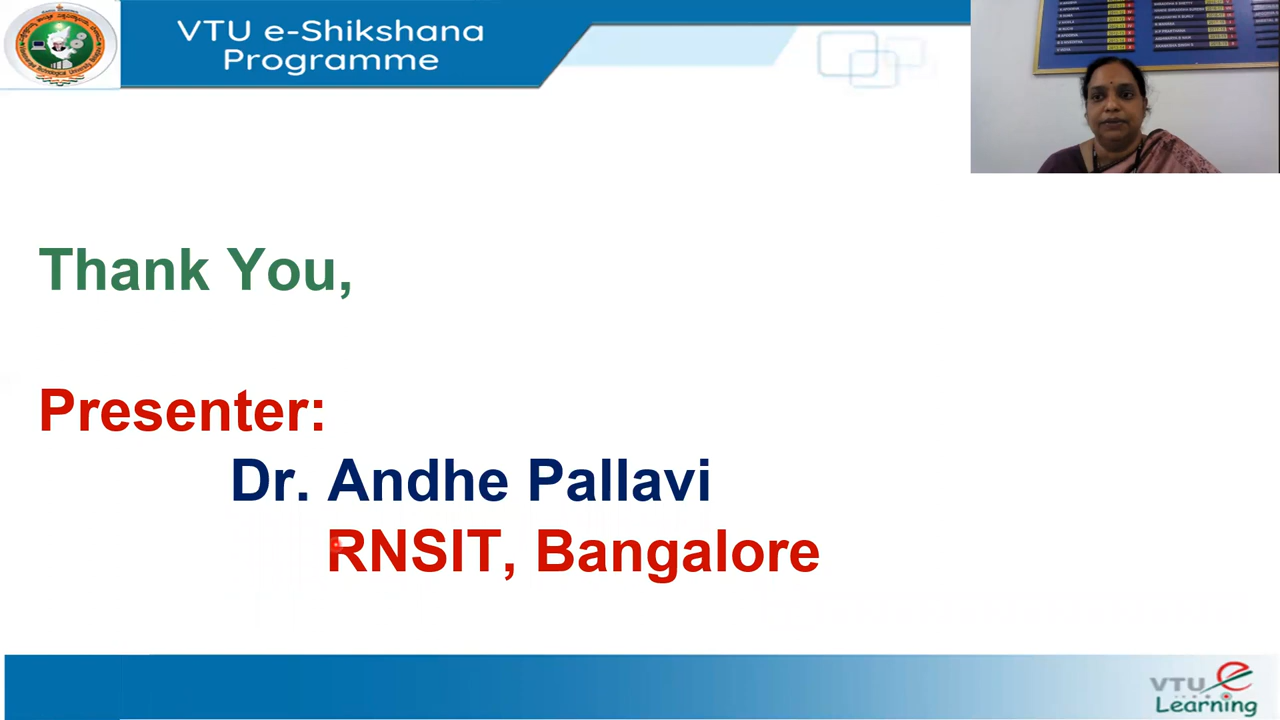 VTU e-Shikshana
Programme
Thank You,
Presenter:
Dr. Andhe Pallavi
RNSIT, Bangalore
VTU e
Learning